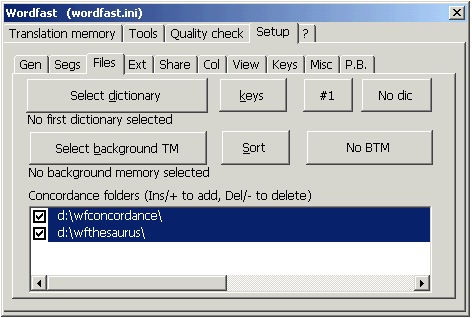 Wordfast (wordfast.ini)
Translation memory Tools Quality check Setup ?
Gen Segs Files Ext Share Col View Keys Misc P.B.
Select dictionary keys #1 No dic
No first dictionary selected
Select background TM Sort No BTM
No background memory selected
Concordance folders (Ins/+ to add, Del/- to delete)
d:\wfconcordance\
d:\wfthesaurus\